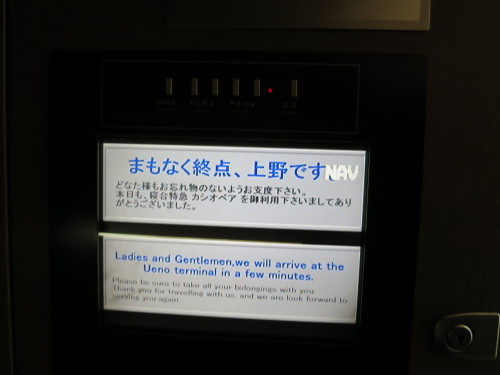 まもなく終点、上野です。NAV
どなた様もお忘れ物のないようお支度下さい。
本日も、寝台特急 カシオペア を御利用下さいましてあり
がとうございました。
Ladies and Gentlemen,we will arrive at the
Ueno terminal in a few minutes.
Please be sure to take all your belongings with you
Thank you for travelling with us, and we are look forward to
serving you again